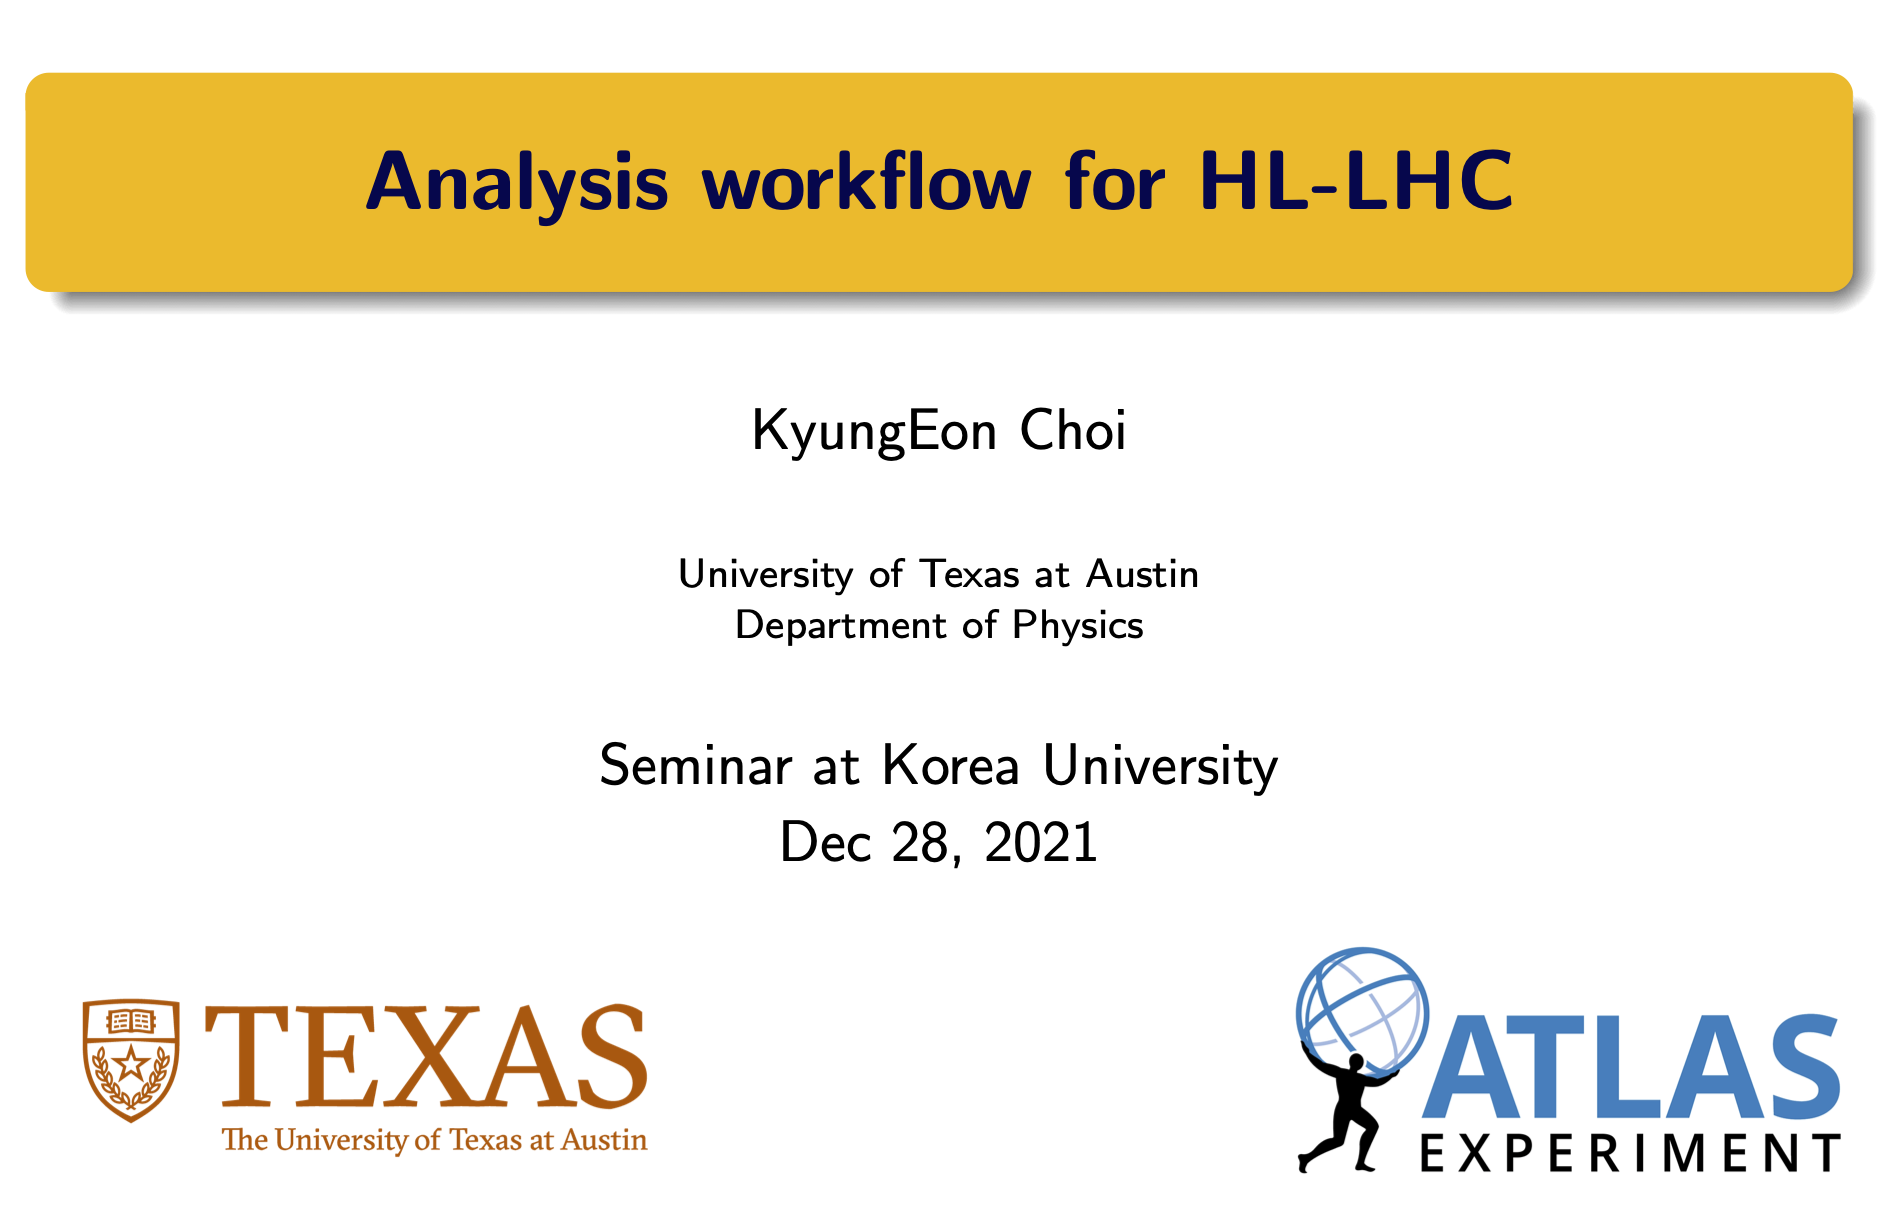 Analysis workflow for HL-LHC
KyungEon Choi
University of Texas at Austin
Department of Physics
Seminar at Korea University
Dec 28, 2021
TEXAS
The University of Texas at Austin
ATLAS
EXPERIMENT